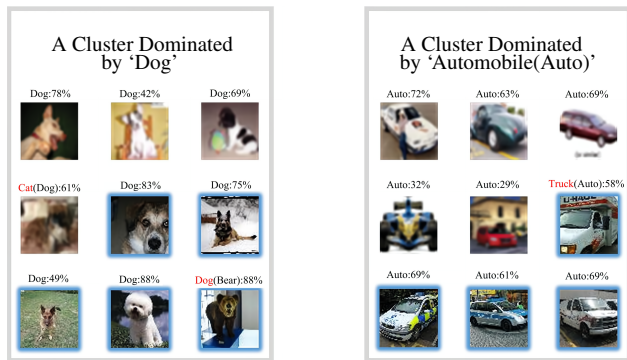 A Cluster Dominated
by ‘Dog’
Dog:78% Dog:42% Dog:69%
Cat(Dog):61% Dog:83% Dog:75%
Dog:49% Dog:88% Dog(Bear):88%
A Cluster Dominated
by ‘Automobile(Auto)’
Auto:72% Auto:63% Auto:69%
Auto:32% Auto:29% Truck(Auto):58%
U-HAUL
Auto:69% Auto:61% Auto:69%